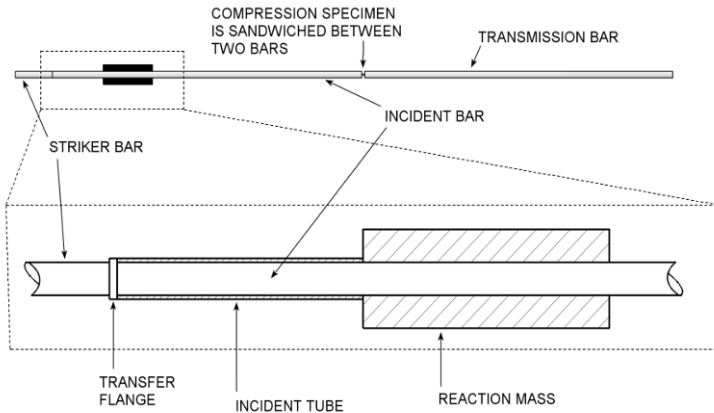 COMPRESSION SPECIMEN
IS SANDWICHED BETWEEN
TWO BARS
TRANSMISSION BAR
INCIDENT BAR
STRIKER BAR
TRANSFER
FLANGE
INCIDENT TUBE
REACTION MASS